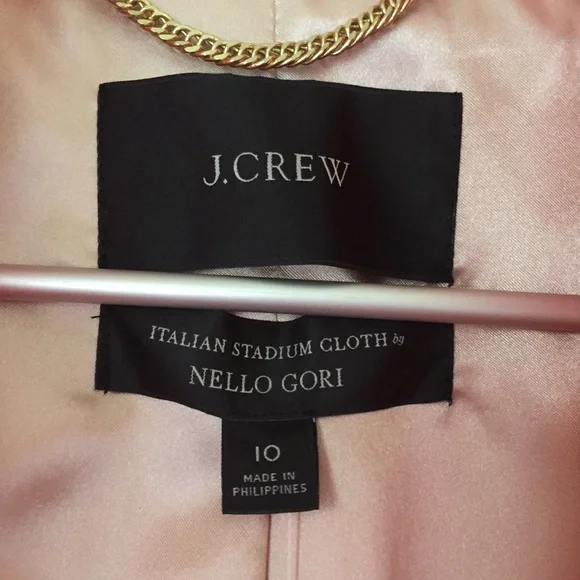 J.CREW
ITALIAN STADIUM CLOTH by
NELLO GORI
10
MADE IN
PHILIPPINES